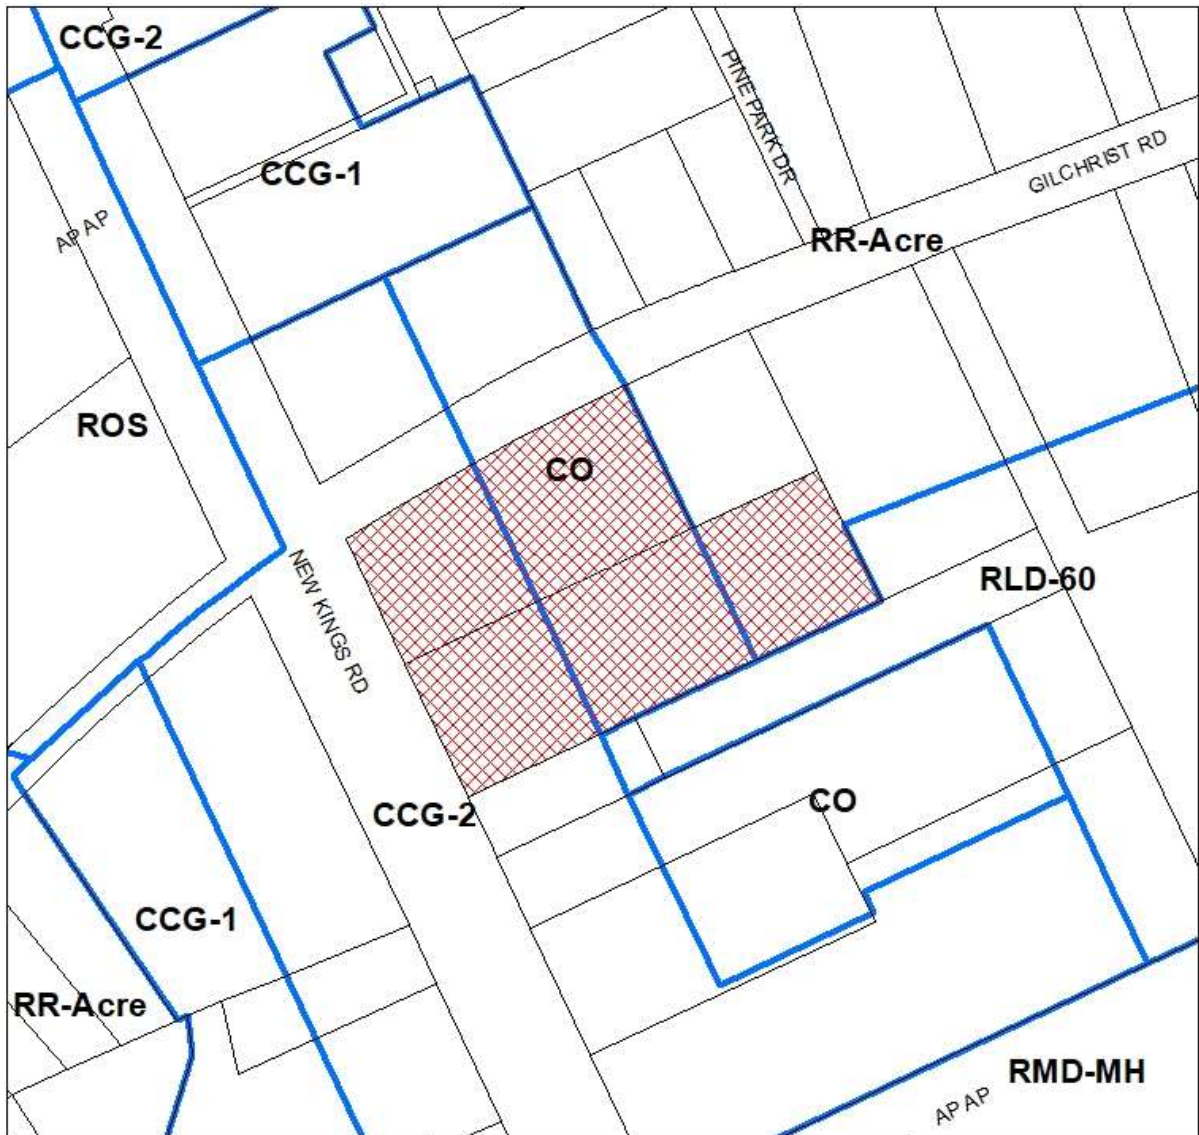 CCG-2
PINE PARK DR
CCG-1
GILCHRIST RD
AP AP
RR-Acre
ROS
CO
NEW KINGS RD
RLD-60
CCG-2
CO
CCG-1
RR-Acre
RMD-MH
AP AP